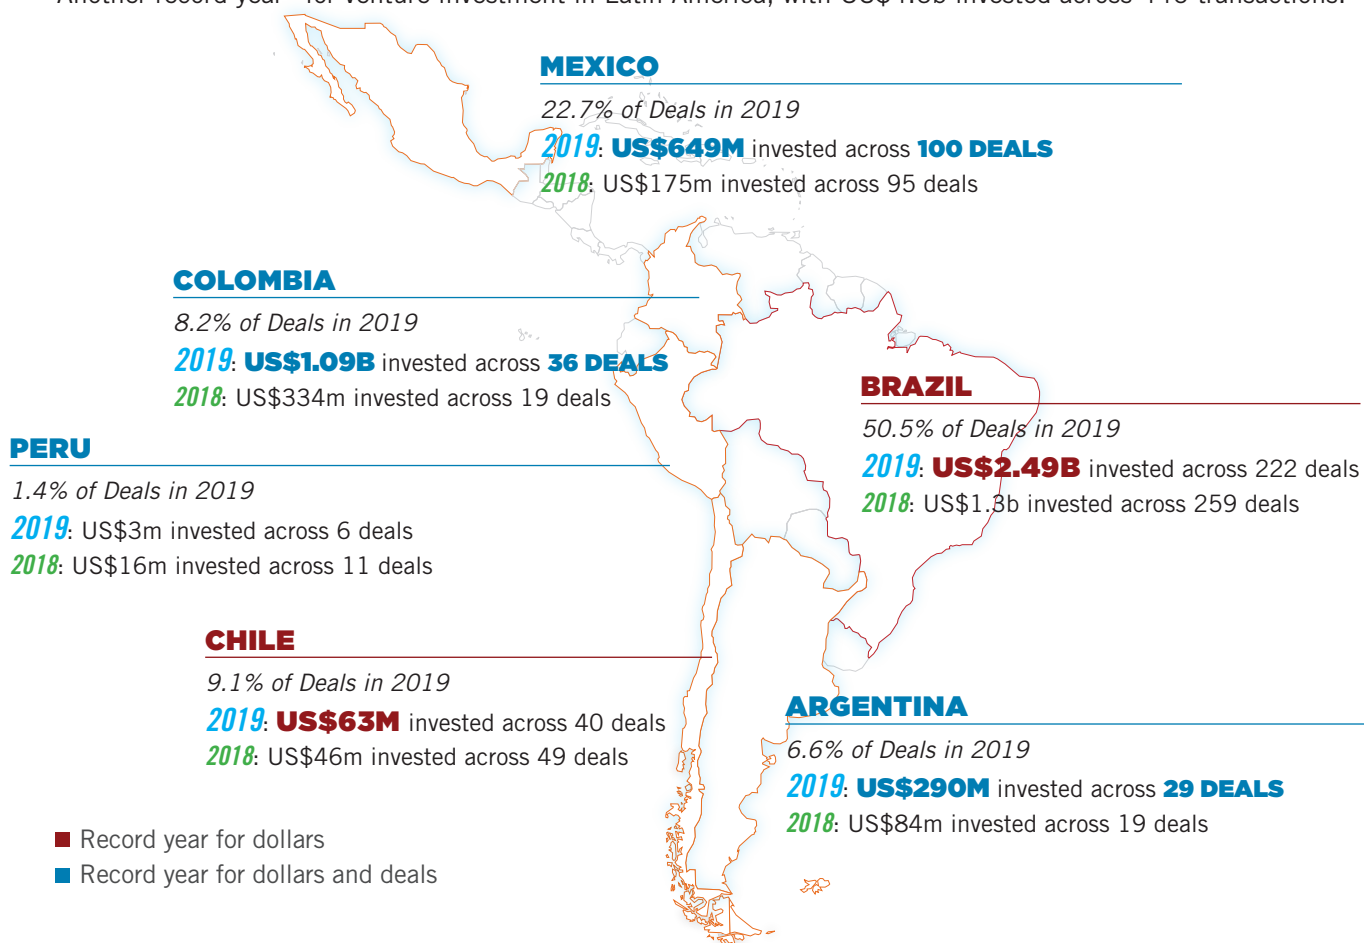 MEXICO
22.7% of Deals in 2019
2019: US$649M invested across 100 DEALS
2018: US$175m invested across 95 deals
COLOMBIA
8.2% of Deals in 2019
2019: US$1.09B invested across 36 DEALS
2018: US$334m invested across 19 deals
BRAZIL
50.5% of Deals in 2019
2019: US$2.49B invested across 222 deals
2018: US$1.3b invested across 259 deals
PERU
1.4% of Deals in 2019
2019: US$3m invested across 6 deals
2018: US$16m invested across 11 deals
CHILE
9.1% of Deals in 2019
2019: US$63M invested across 40 deals
2018: US$46m invested across 49 deals
ARGENTINA
6.6% of Deals in 2019
2019: US$290M invested across 29 DEALS
2018: US$84m invested across 19 deals
Record year for dollars
Record year for dollars and deals